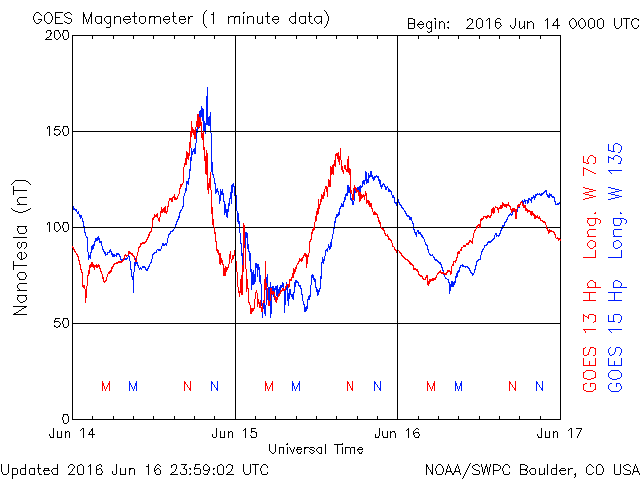 GOES Magnetometer (1 minute data)
Begin: 2016 Jun 14 0000 UTC
200
150
100
50
0
NanoTesla (nT)
M M N N M M N N M M N N
Jun 14 Jun 15 Jun 16 Jun 17
Universal Time
GOES 13 Hp Long. W 75
GOES 15 Hp Long. W 135
Updated 2016 Jun 16 23:59:02 UTC
NOAA/SWPC Boulder, CO USA